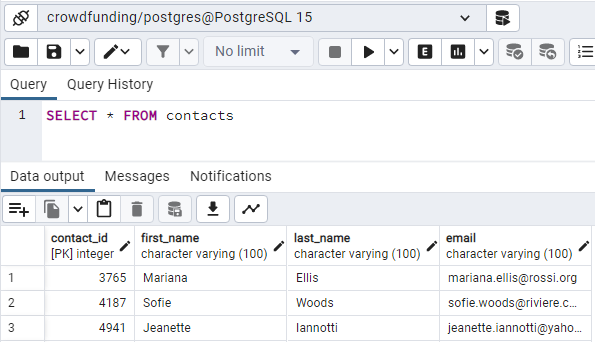 crowdfunding/postgres@PostgreSQL 15
No limit
E
Query Query History
1 SELECT * FROM contacts
Data output Messages Notifications
contact_id first_name last_name email
[PK] integer character varying (100) character varying (100) character varying (100)
1 3765 Mariana Ellis mariana.ellis@rossi.org
2 4187 Sofie Woods sofie.woods@riviere.c...
3 4941 Jeanette Iannotti jeanette.iannotti@yaho...